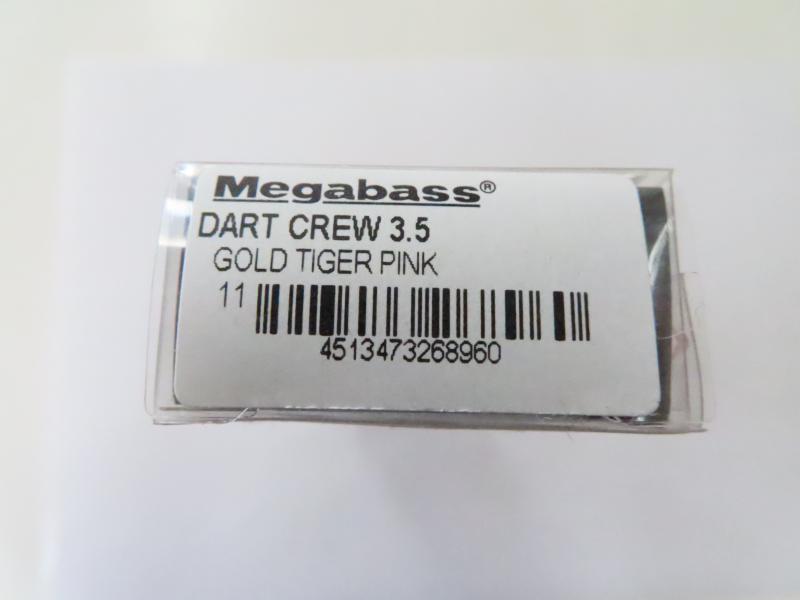 Megabass®
DART CREW 3.5
GOLD TIGER PINK
11
4513473268960